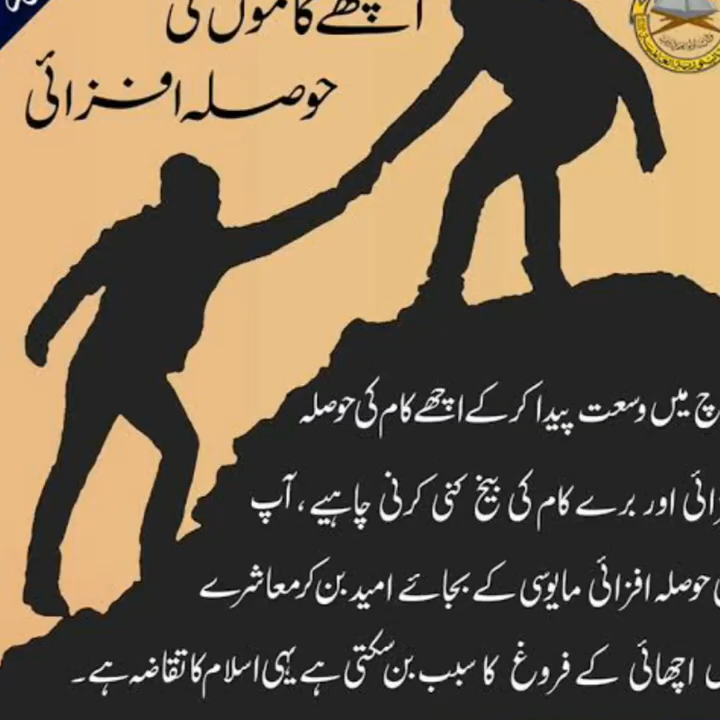 اچھے کاموں کی
حوصلہ افزائی
میں وسعت پیدا کر کے اچھے کام کی حوصلہ
اور برے کام کی بیخ کنی کرنی چاہیے ، آپ
حوصلہ افزائی مایوسی کے بجائے امید بن کر معاشرے
اچھائی کے فروغ کا سبب بن سکتی ہے یہی اسلام کا تقاضہ ہے۔